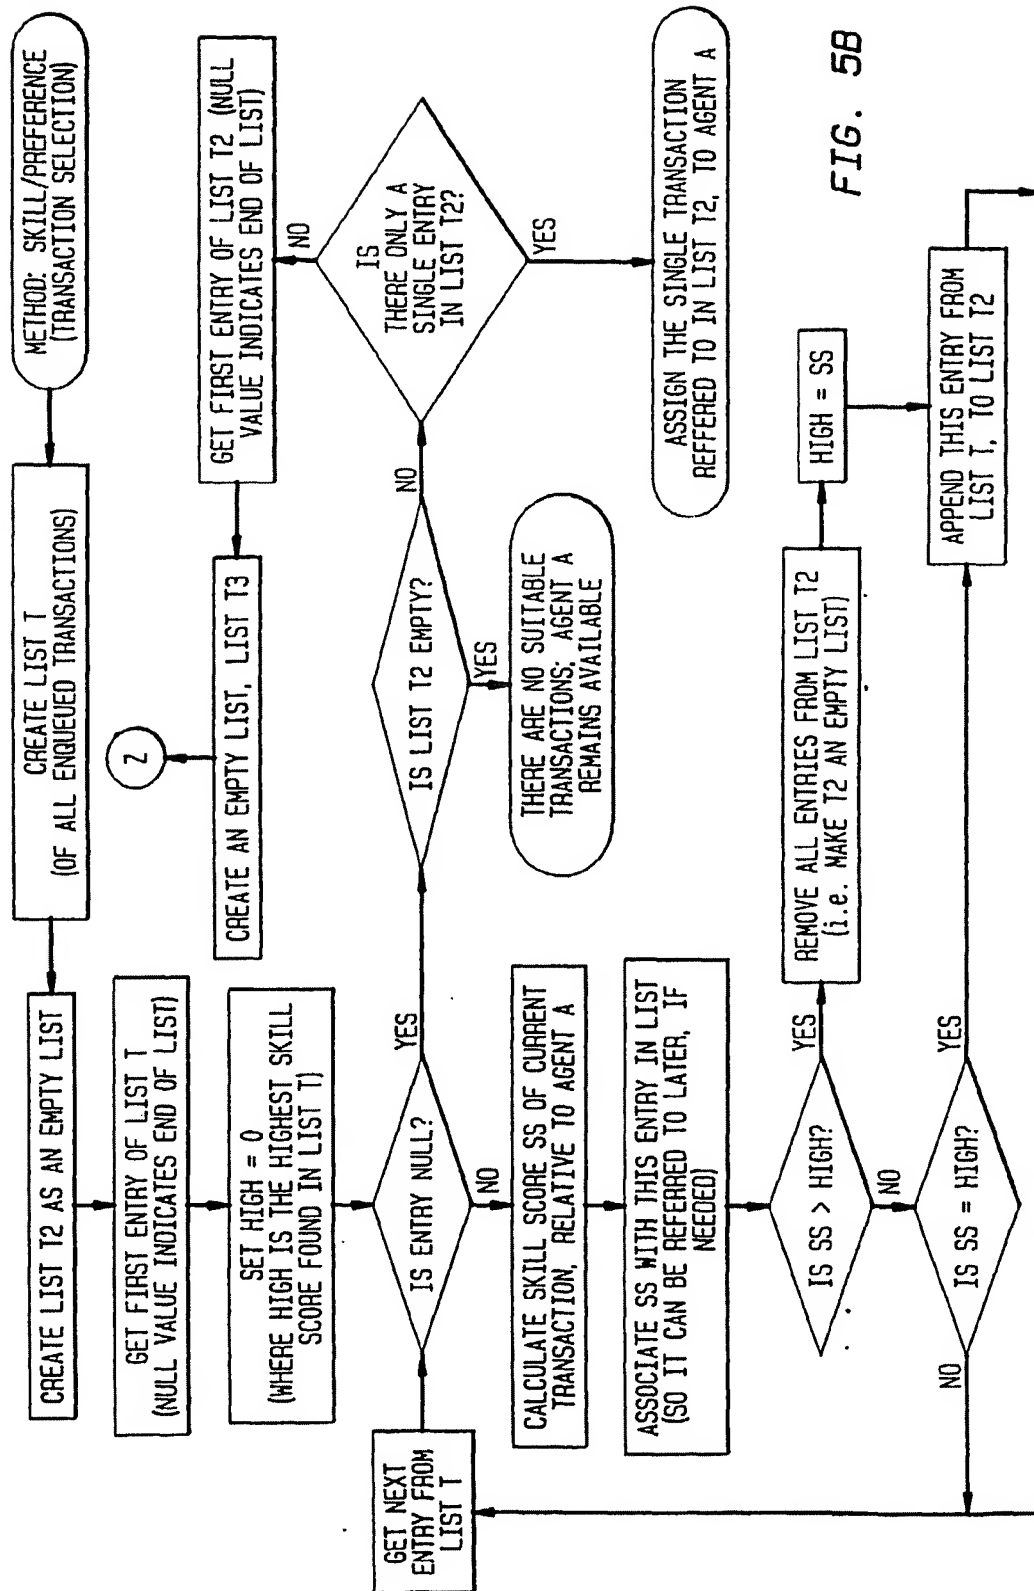 METHOD: SKILL/PREFERENCE
(TRANSACTION SELECTION)
CREATE LIST T
(OF ALL ENQUEUED TRANSACTIONS)
CREATE LIST T2 AS AN EMPTY LIST
GET FIRST ENTRY OF LIST T
(NULL VALUE INDICATES END OF LIST)
SET HIGH = 0
(WHERE HIGH IS THE HIGHEST SKILL
SCORE FOUND IN LIST T)
GET NEXT
ENTRY FROM
LIST T
IS ENTRY NULL?
YES
NO
IS LIST T2 EMPTY?
NO
YES
THERE ARE NO SUITABLE
TRANSACTIONS; AGENT A
REMAINS AVAILABLE
IS
THERE ONLY A
SINGLE ENTRY
IN LIST T2?
NO
YES
GET FIRST ENTRY OF LIST T2 (NULL
VALUE INDICATES END OF LIST)
CREATE AN EMPTY LIST, LIST T3
Z
ASSIGN THE SINGLE TRANSACTION
REFFERED TO IN LIST T2, TO AGENT A
CALCULATE SKILL SCORE SS OF CURRENT
TRANSACTION, RELATIVE TO AGENT A
ASSOCIATE SS WITH THIS ENTRY IN LIST
(SO IT CAN BE REFERRED TO LATER, IF
NEEDED)
IS SS > HIGH?
YES
NO
REMOVE ALL ENTRIES FROM LIST T2
(i.e. MAKE T2 AN EMPTY LIST)
HIGH = SS
IS SS = HIGH?
YES
NO
APPEND THIS ENTRY FROM
LIST T, TO LIST T2
FIG. 5B